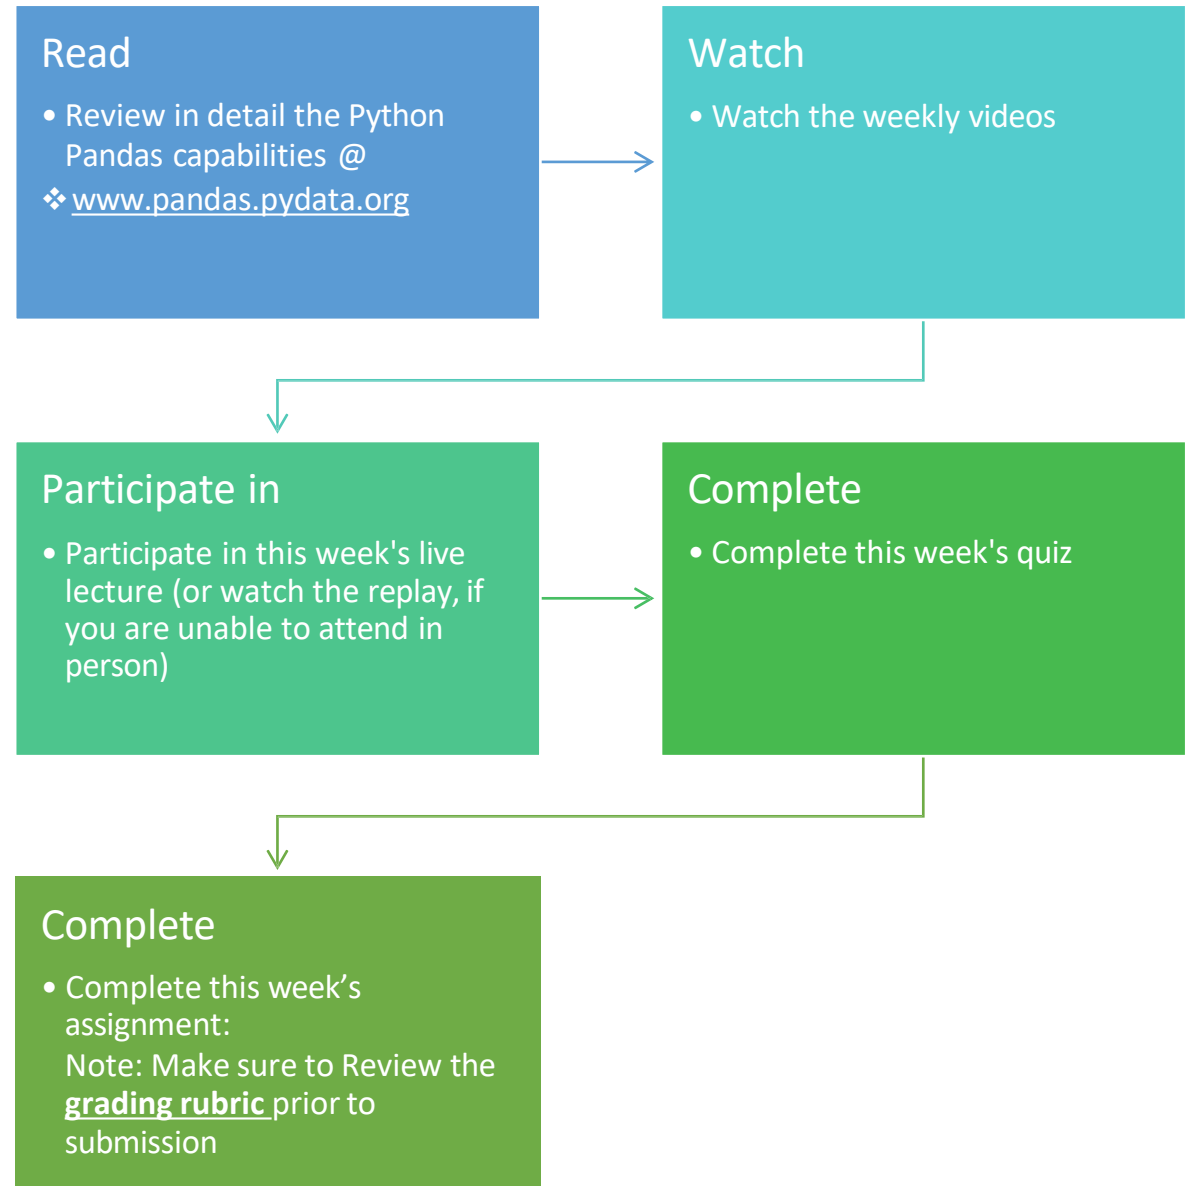 Read
• Review in detail the Python
Pandas capabilities @
❖ www.pandas.pydata.org
Watch
• Watch the weekly videos
Participate in
• Participate in this week's live
lecture (or watch the replay, if
you are unable to attend in
person)
Complete
• Complete this week's quiz
Complete
• Complete this week’s
assignment:
Note: Make sure to Review the
grading rubric prior to
submission